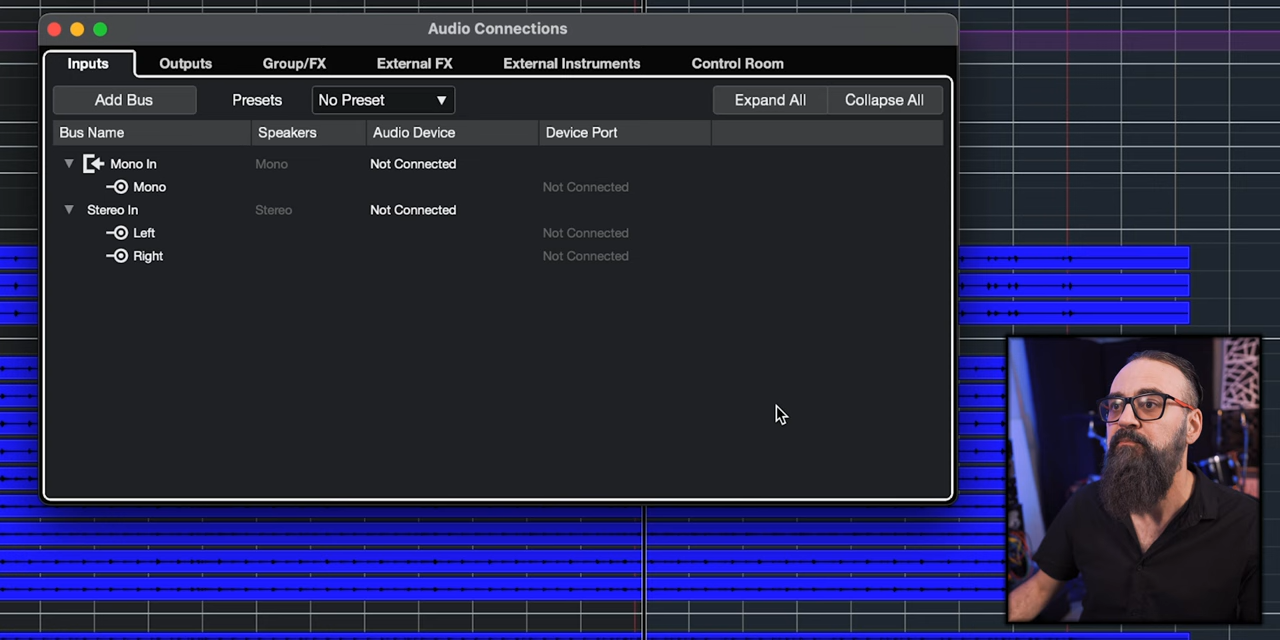 Audio Connections
Inputs Outputs Group/FX External FX External Instruments Control Room
Add Bus Presets No Preset Expand All Collapse All
Bus Name Speakers Audio Device Device Port
Mono In Mono Not Connected
Mono Not Connected
Stereo In Stereo Not Connected
Left Not Connected
Right Not Connected